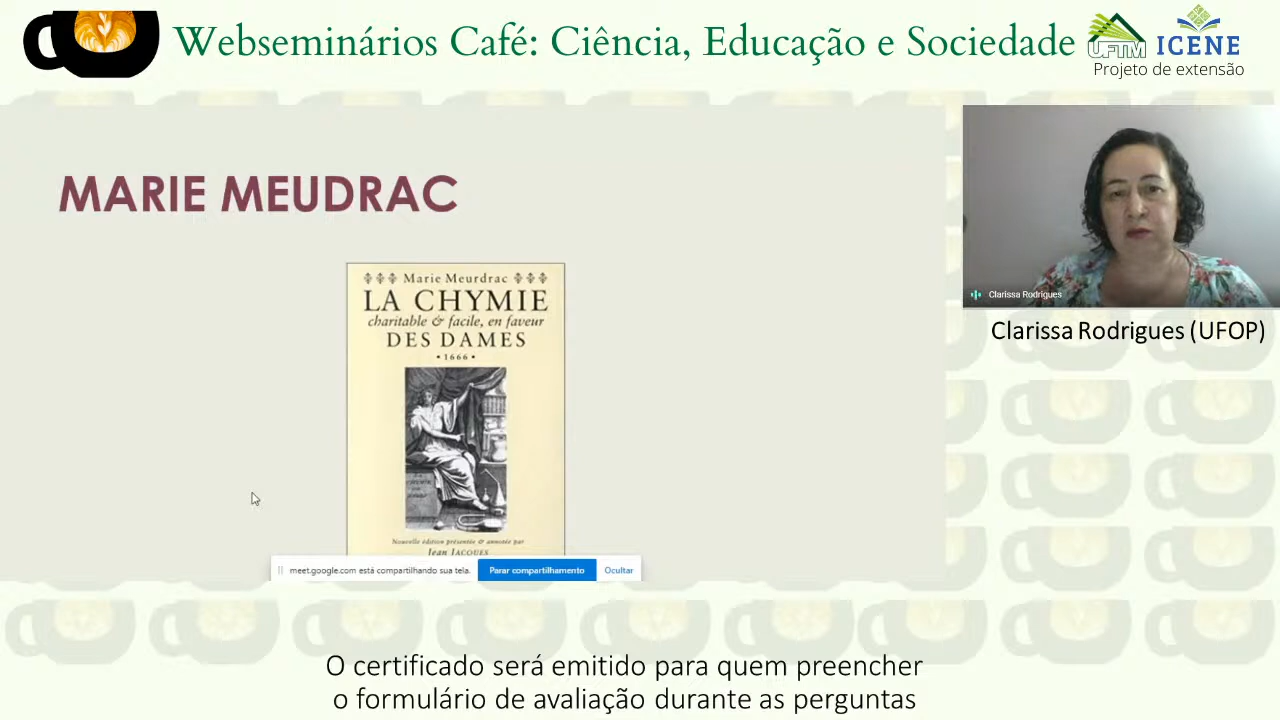 Webseminários Café: Ciência, Educação e Sociedade
UFTM
ICENE
Projeto de extensão
MARIE MEUDRAC
Marie Meurdrac
LA CHYMIE
charitable & facile, en faveur
DES DAMES
• 1666 •
Nouvelle édition présentée & annotée par
Jean JACQUES
meet.google.com está compartilhando sua tela.
Parar compartilhamento
Ocultar
Clarissa Rodrigues
Clarissa Rodrigues (UFOP)
O certificado será emitido para quem preencher
o formulário de avaliação durante as perguntas